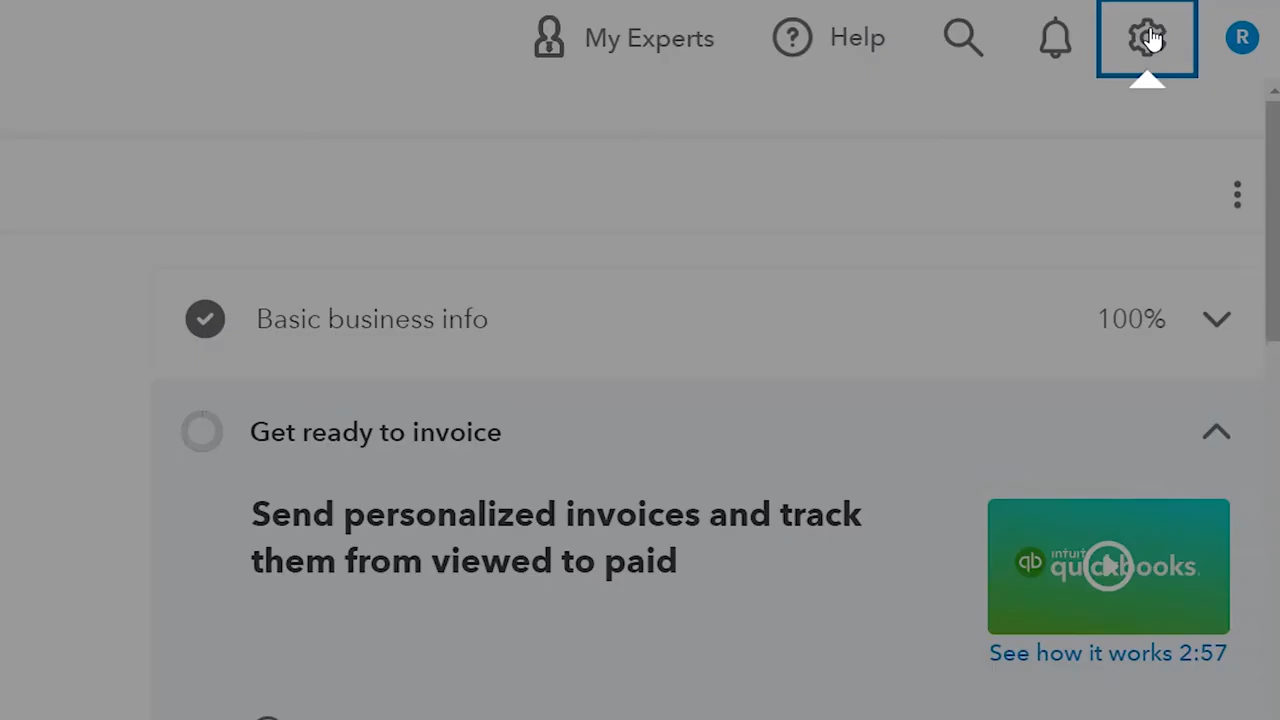 My Experts
? Help
R
Basic business info 100%
Get ready to invoice
Send personalized invoices and track
them from viewed to paid
qb intuit quickbooks.
See how it works 2:57